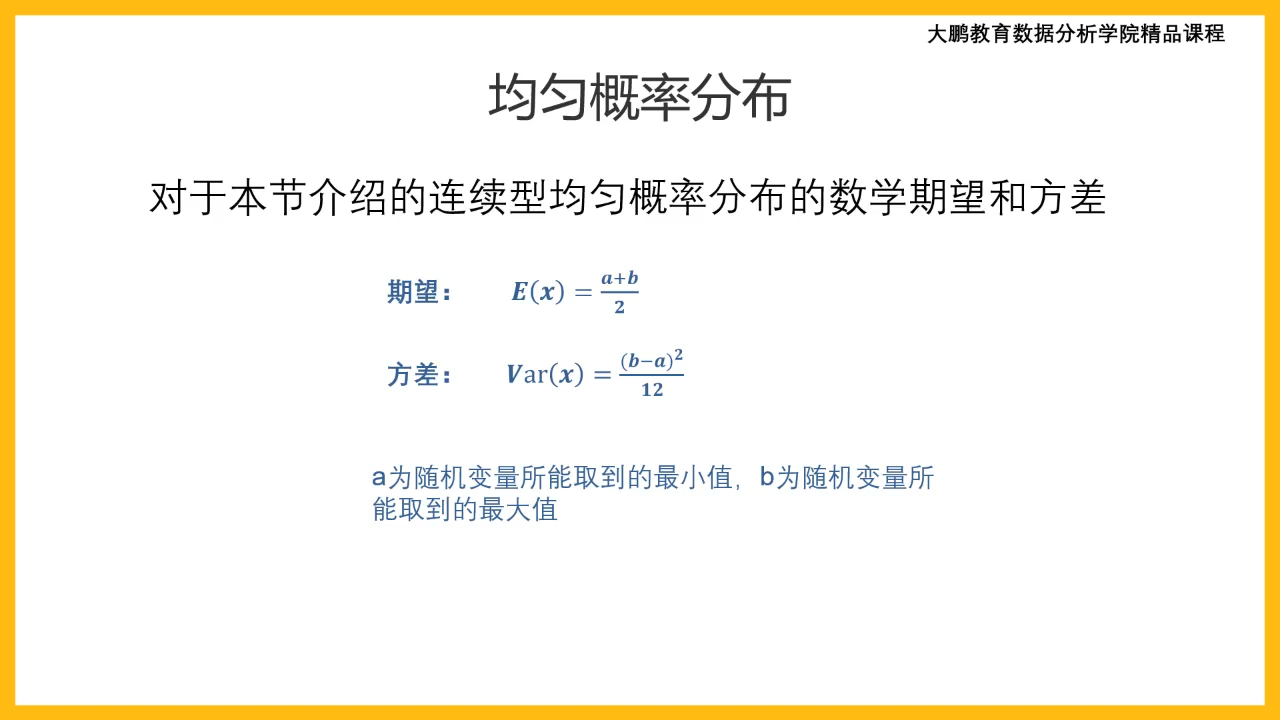 大鹏教育数据分析学院精品课程
均匀概率分布
对于本节介绍的连续型均匀概率分布的数学期望和方差
期望： E(x) = (a+b)/2
方差： Var(x) = (b−a)²/12
a为随机变量所能取到的最小值，b为随机变量所
能取到的最大值